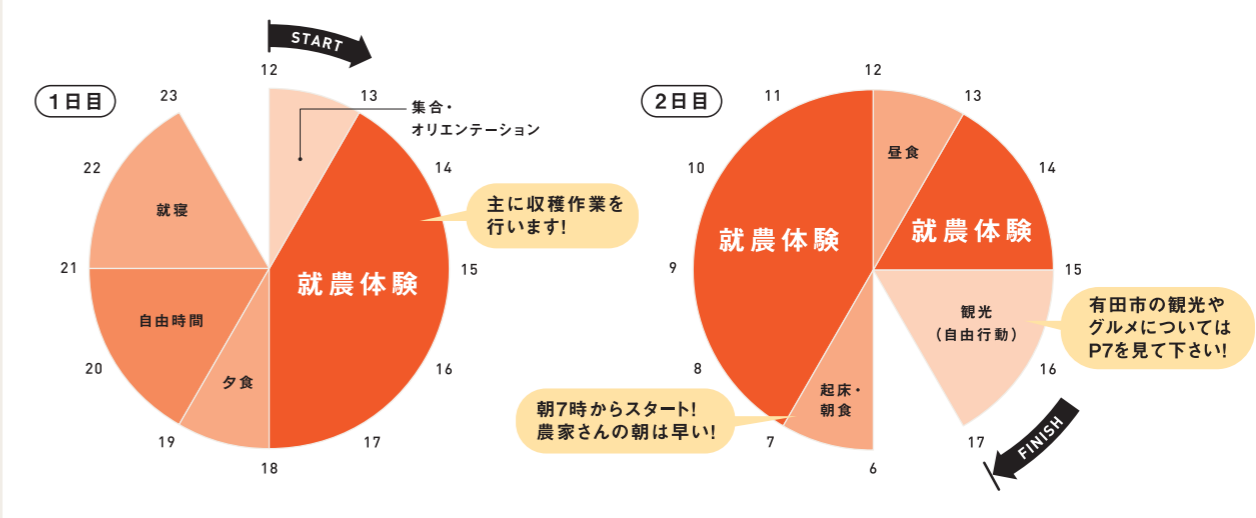 START
1日目
12
13
14
15
16
17
18
19
20
21
22
23
集合・
オリエンテーション
就農体験
主に収穫作業を
行います!
夕食
自由時間
就寝
2日目
12
13
14
15
16
17
6
7
8
9
10
11
昼食
就農体験
就農体験
観光
(自由行動)
有田市の観光や
グルメについては
P7を見て下さい!
起床・
朝食
朝7時からスタート!
農家さんの朝は早い!
FINISH